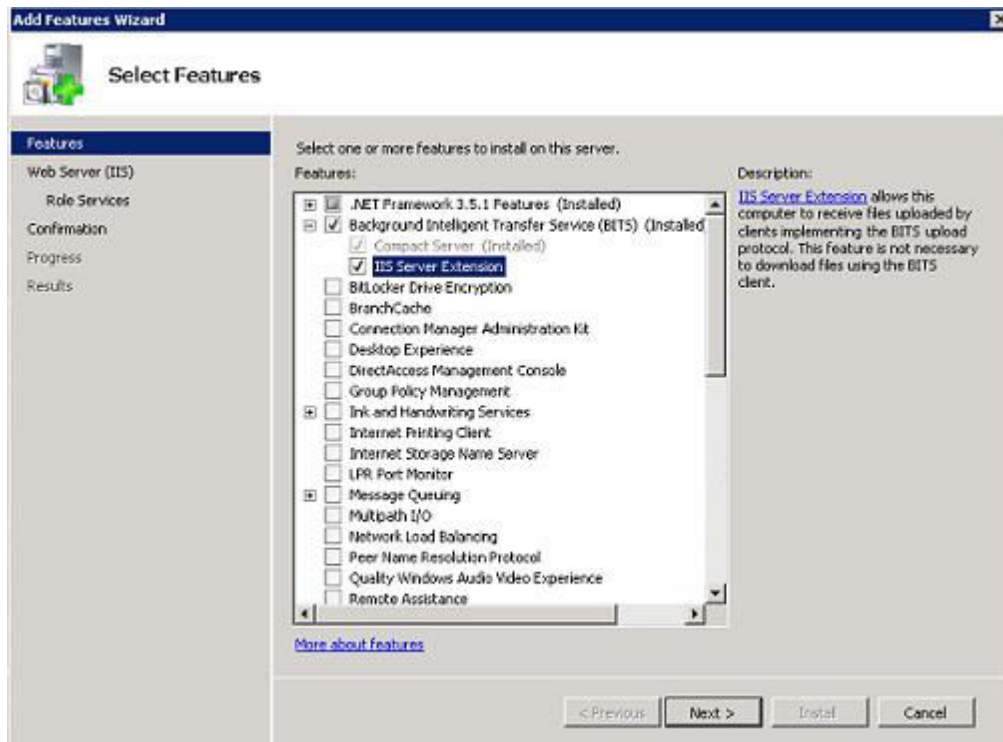 Add Features Wizard
Select Features
Features
Web Server (IIS)
Role Services
Confirmation
Progress
Results
Select one or more features to install on this server.
Features:
.NET Framework 3.5.1 Features (Installed)
Background Intelligent Transfer Service (BITS) (Installed
Compact Server (Installed)
IIS Server Extension
BitLocker Drive Encryption
BranchCache
Connection Manager Administration Kit
Desktop Experience
DirectAccess Management Console
Group Policy Management
Ink and Handwriting Services
Internet Printing Client
Internet Storage Name Server
LPR Port Monitor
Message Queuing
Multipath I/O
Network Load Balancing
Peer Name Resolution Protocol
Quality Windows Audio Video Experience
Remote Assistance
More about features
Description:
IIS Server Extension allows this
computer to receive files uploaded by
clients implementing the BITS upload
protocol. This feature is not necessary
to download files using the BITS
client.
< Previous Next > Install Cancel